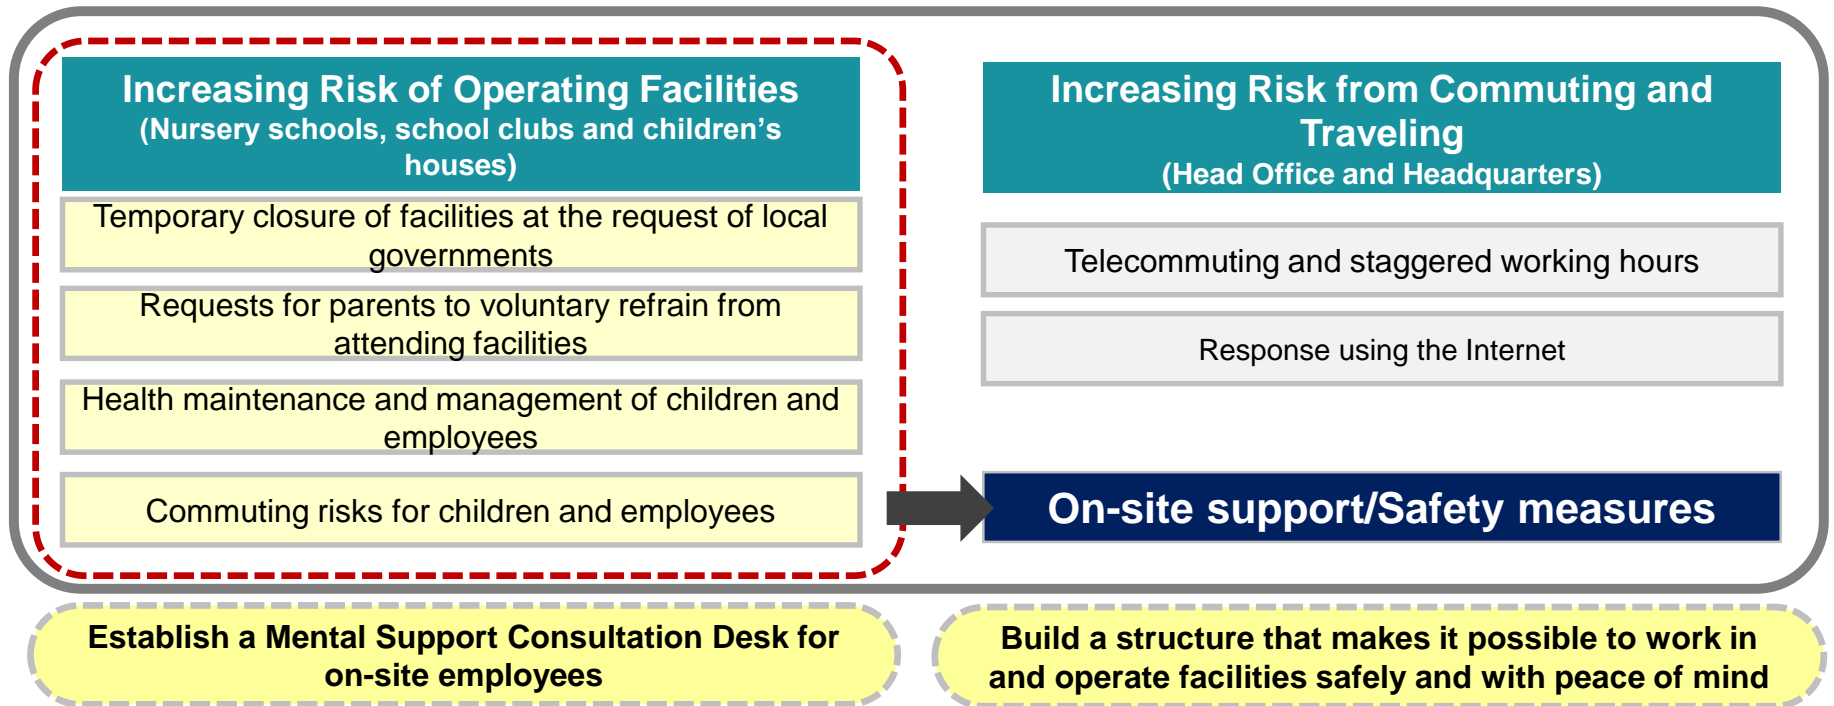 Increasing Risk of Operating Facilities
(Nursery schools, school clubs and children's
houses)
Temporary closure of facilities at the request of local
governments
Requests for parents to voluntary refrain from
attending facilities
Health maintenance and management of children and
employees
Commuting risks for children and employees
Increasing Risk from Commuting and
Traveling
(Head Office and Headquarters)
Telecommuting and staggered working hours
Response using the Internet
On-site support/Safety measures
Establish a Mental Support Consultation Desk for
on-site employees
Build a structure that makes it possible to work in
and operate facilities safely and with peace of mind